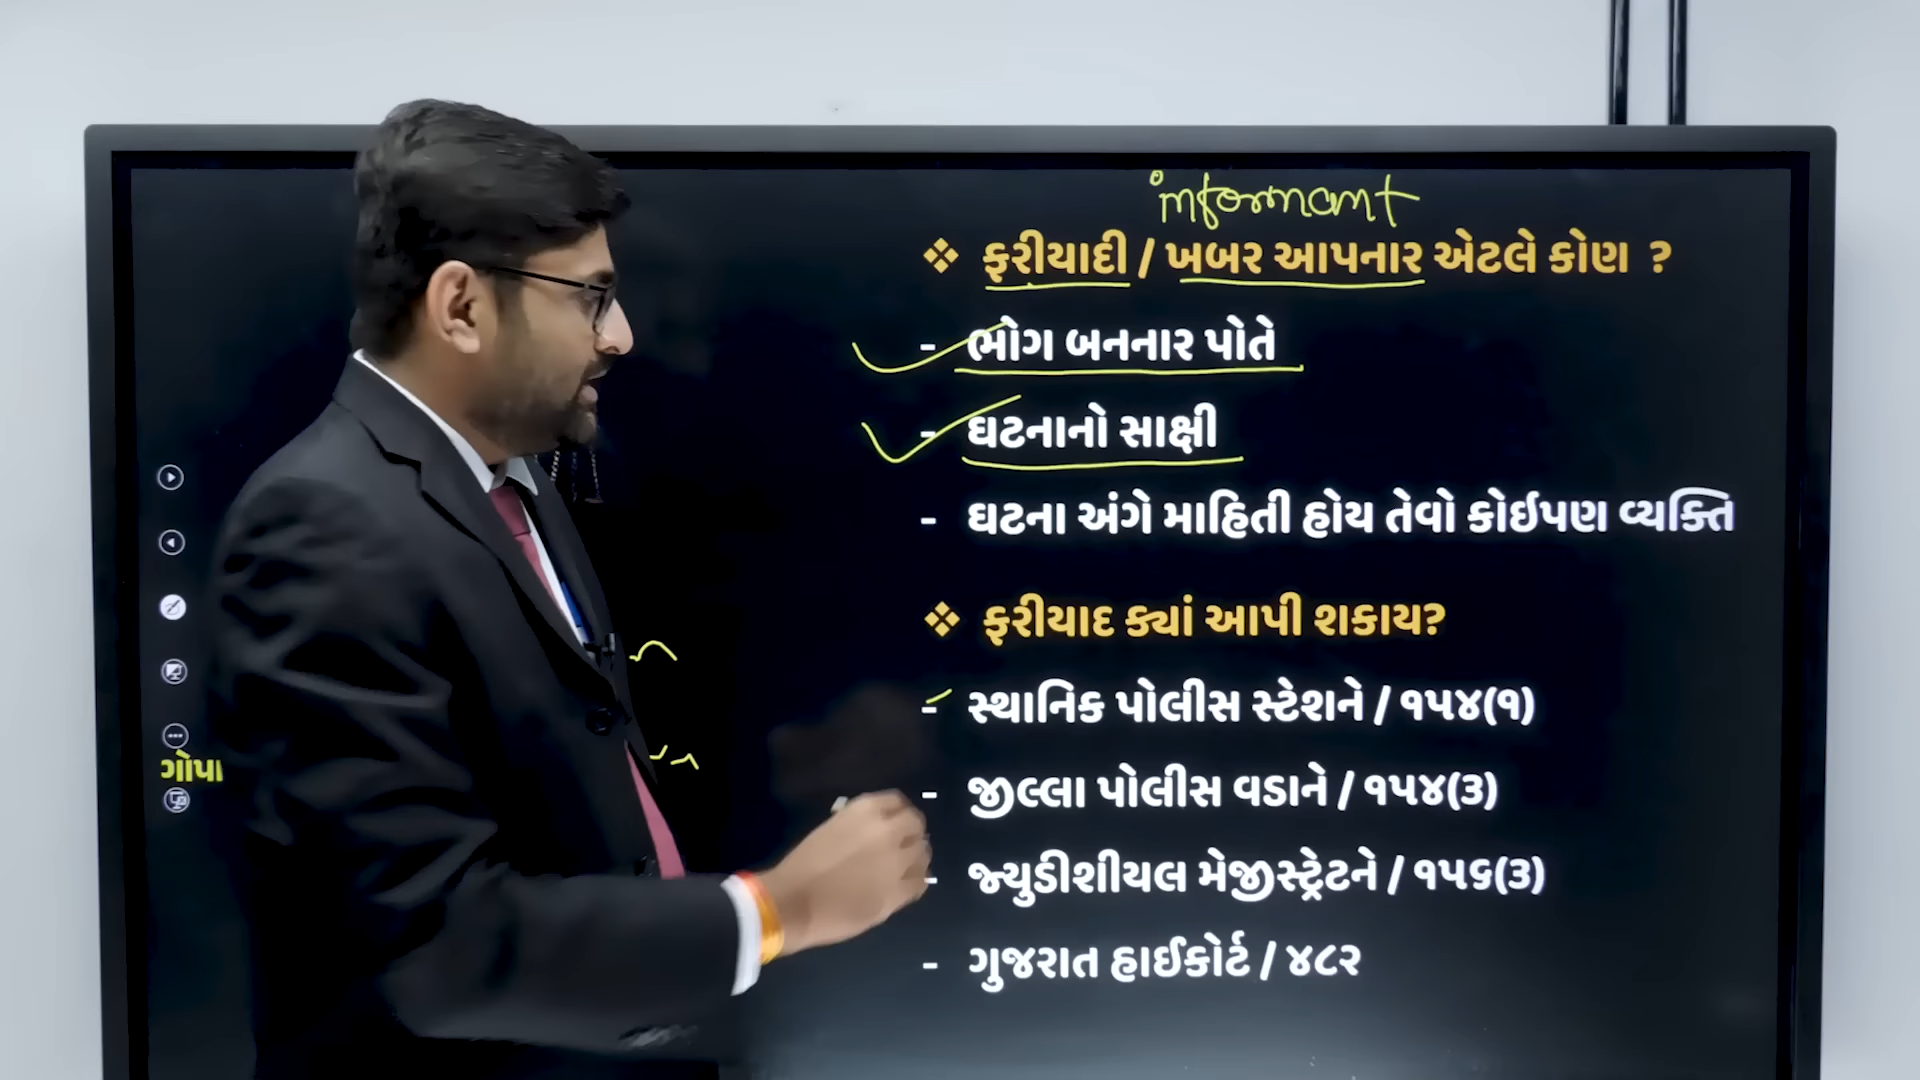 informant
❖ ફરીયાદી / ખબર આપનાર એટલે કોણ ?
- ભોગ બનનાર પોતે
- ઘટનાનો સાક્ષી
- ઘટના અંગે માહિતી હોય તેવો કોઇપણ વ્યક્તિ
❖ ફરીયાદ ક્યાં આપી શકાય?
- સ્થાનિક પોલીસ સ્ટેશને / ૧૫૪(૧)
- જીલ્લા પોલીસ વડાને / ૧૫૪(૩)
- જ્યુડીશીયલ મેજીસ્ટ્રેટને / ૧૫૬(૩)
- ગુજરાત હાઈકોર્ટ / ૪૮૨
ગોપા